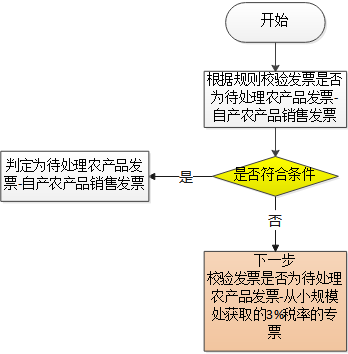 开始
根据规则校验发票是否
为待处理农产品发票-
自产农产品销售发票
是否符合条件
是
判定为待处理农产品发
票-自产农产品销售发票
否
下一步
校验发票是否为待处理
农产品发票-从小规模
处获取的3%税率的专
票